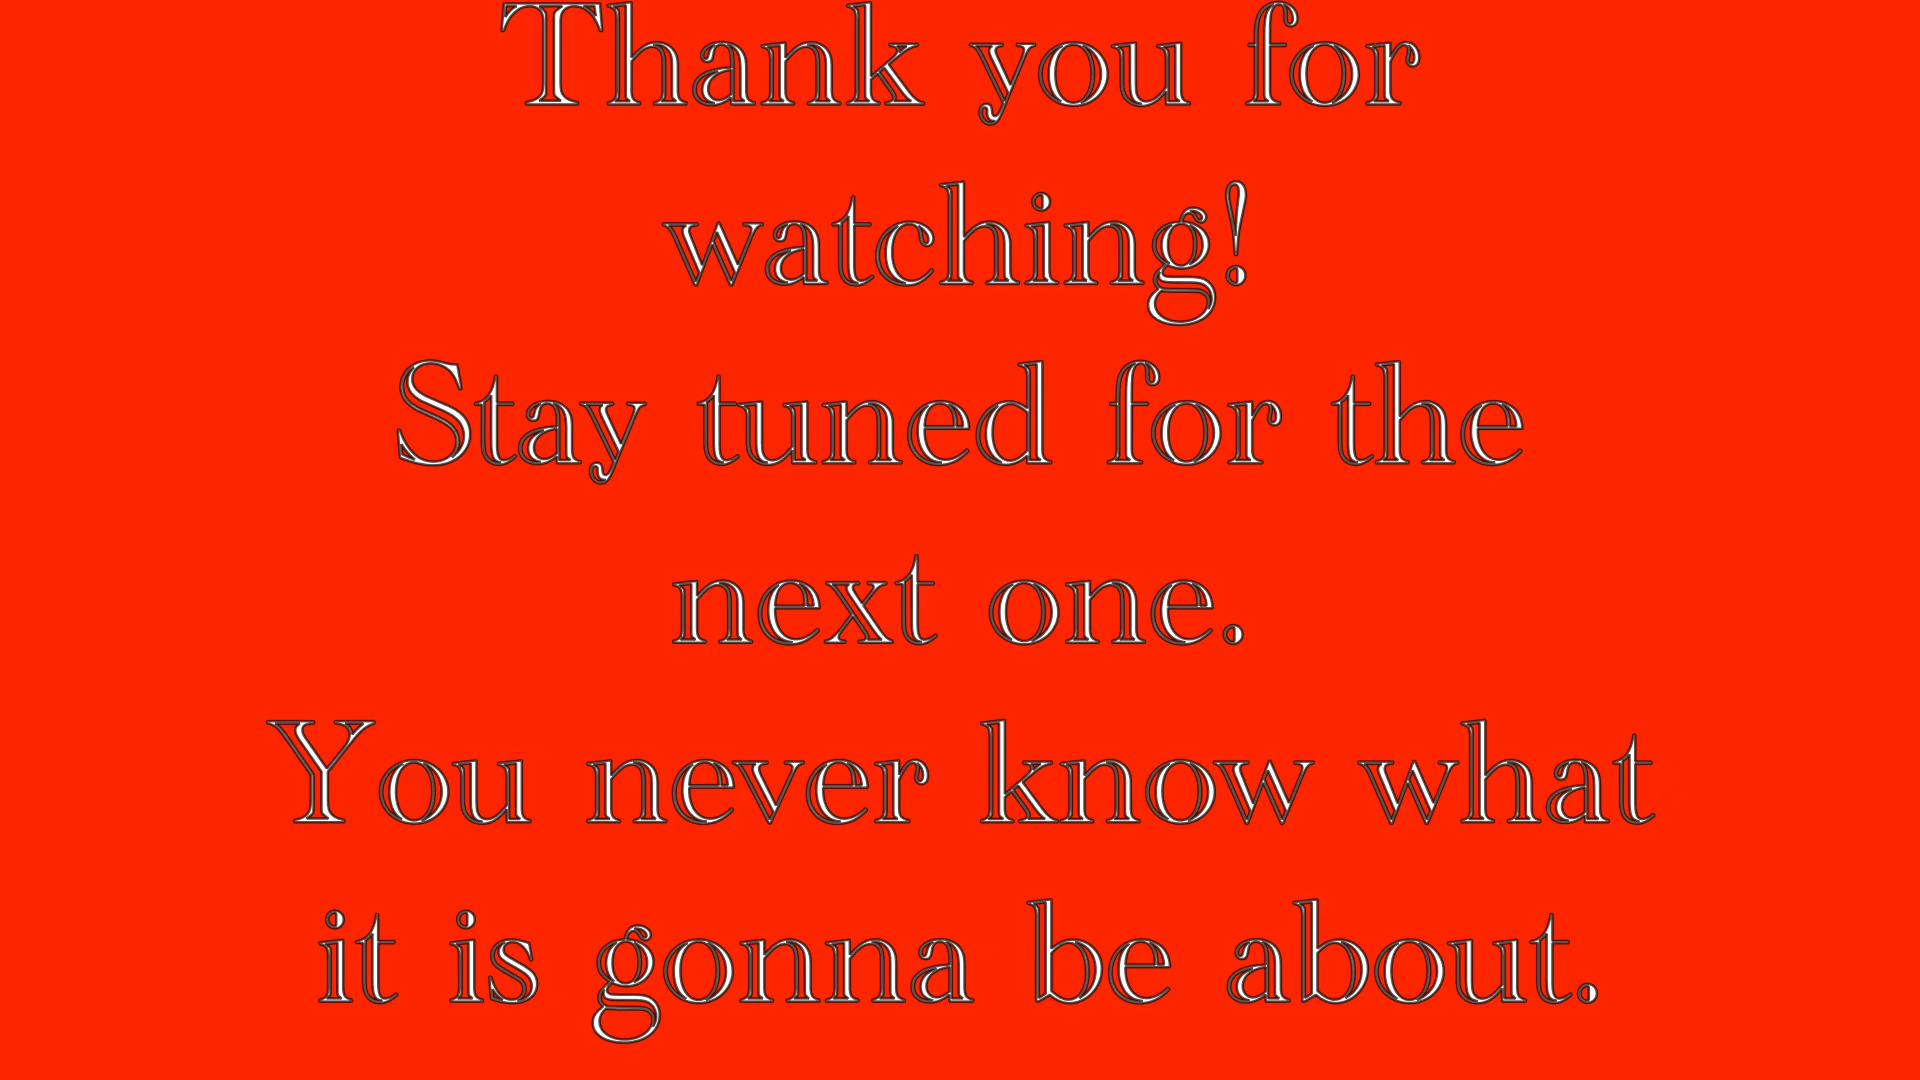 Thank you for
watching!
Stay tuned for the
next one.
You never know what
it is gonna be about.